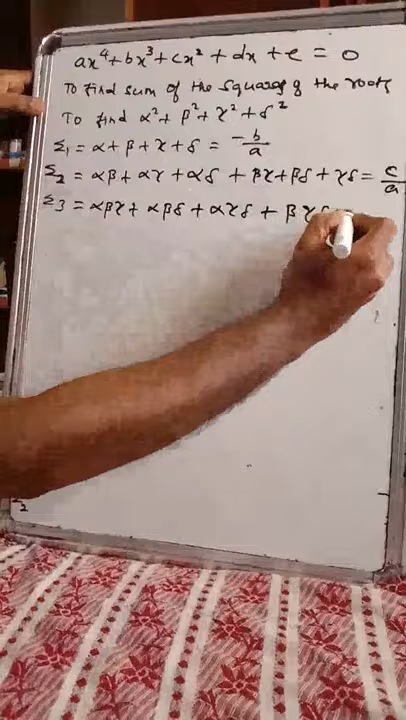 ax⁴+bx³+cx² + dx+e = 0
To find sum of the squares of the roots
To find α²+ β²+ γ²+ δ²
Σ₁ = α+ β+ γ+ δ = -b/a
Σ₂ = αβ+ αγ+ αδ + βγ+βδ+ γδ = c/a
Σ3 = αβγ+ αβδ + αγδ + βγδ